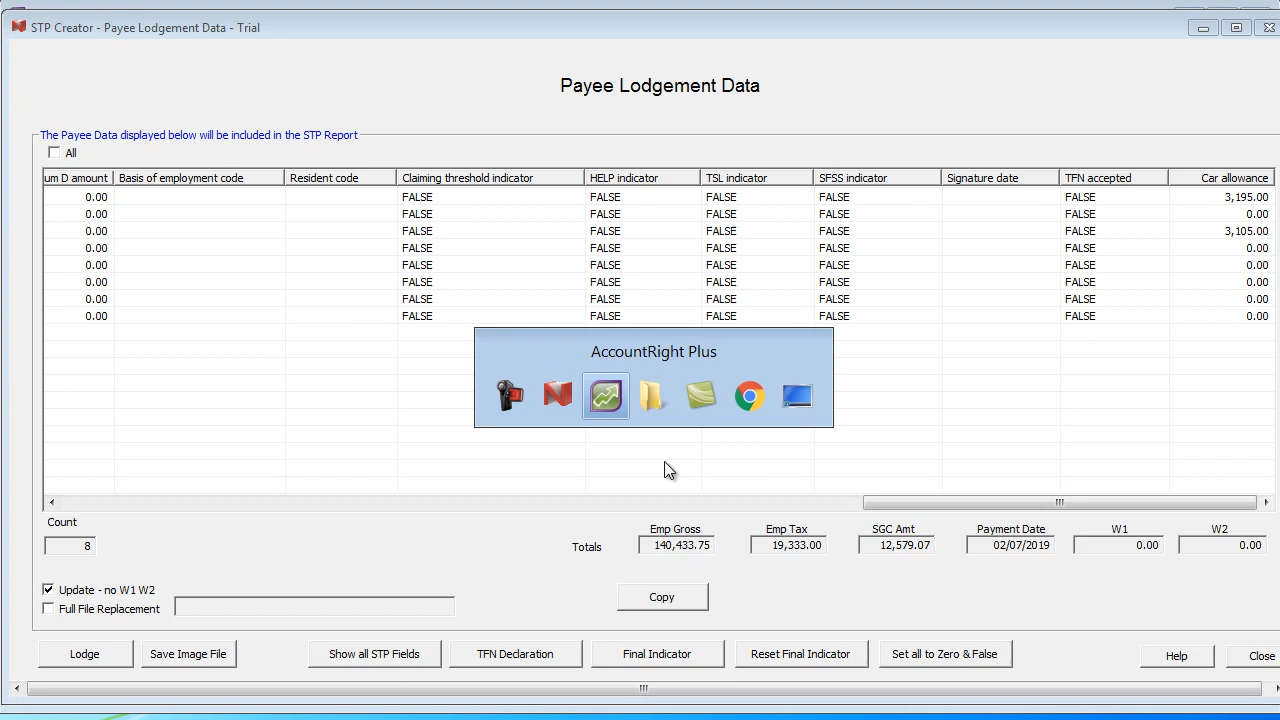 STP Creator - Payee Lodgement Data - Trial
Payee Lodgement Data
The Payee Data displayed below will be included in the STP Report
All
um D amount Basis of employment code Resident code Claiming threshold indicator HELP indicator TSL indicator SFSS indicator Signature date TFN accepted Car allowance
0.00 FALSE FALSE FALSE FALSE FALSE 3,195.00
0.00 FALSE FALSE FALSE FALSE FALSE 0.00
0.00 FALSE FALSE FALSE FALSE FALSE 3,105.00
0.00 FALSE FALSE FALSE FALSE FALSE 0.00
0.00 FALSE FALSE FALSE FALSE FALSE 0.00
0.00 FALSE FALSE FALSE FALSE FALSE 0.00
0.00 FALSE FALSE FALSE FALSE FALSE 0.00
0.00 FALSE FALSE FALSE FALSE FALSE 0.00
AccountRight Plus
Count Emp Gross Emp Tax SGC Amt Payment Date W1 W2
8 Totals 140,433.75 19,333.00 12,579.07 02/07/2019 0.00 0.00
Update - no W1 W2 Copy
Full File Replacement
Lodge Save Image File Show all STP Fields TFN Declaration Final Indicator Reset Final Indicator Set all to Zero & False Help Close